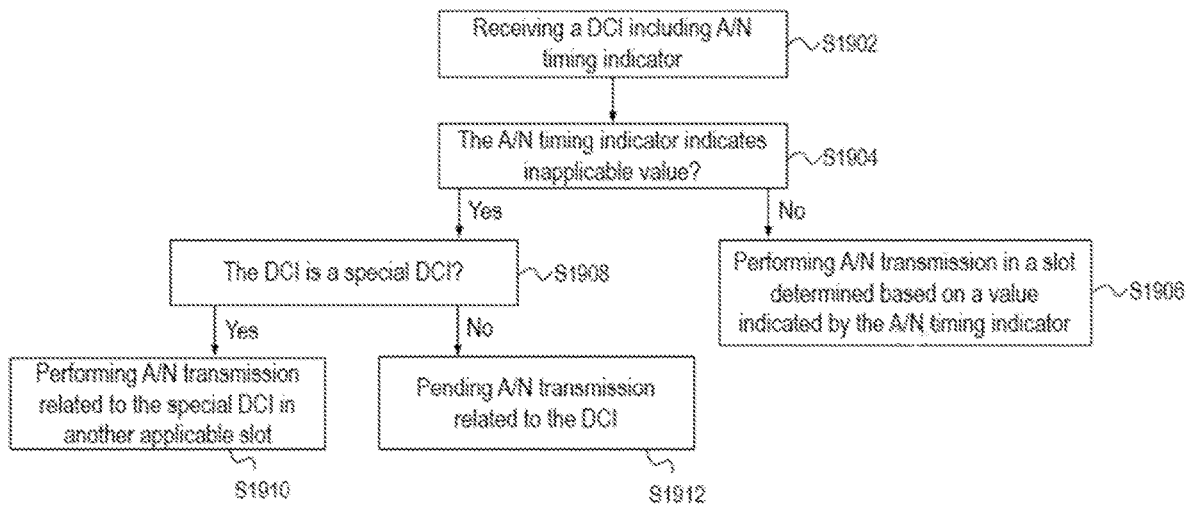 Receiving a DCI including A/N
timing indicator
S1902
The A/N timing indicator indicates
inapplicable value?
S1904
Yes
No
The DCI is a special DCI?
S1908
Performing A/N transmission in a slot
determined based on a value
indicated by the A/N timing indicator
S1906
Yes
No
Performing A/N transmission
related to the special DCI in
another applicable slot
Pending A/N transmission
related to the DCI
S1910
S1912